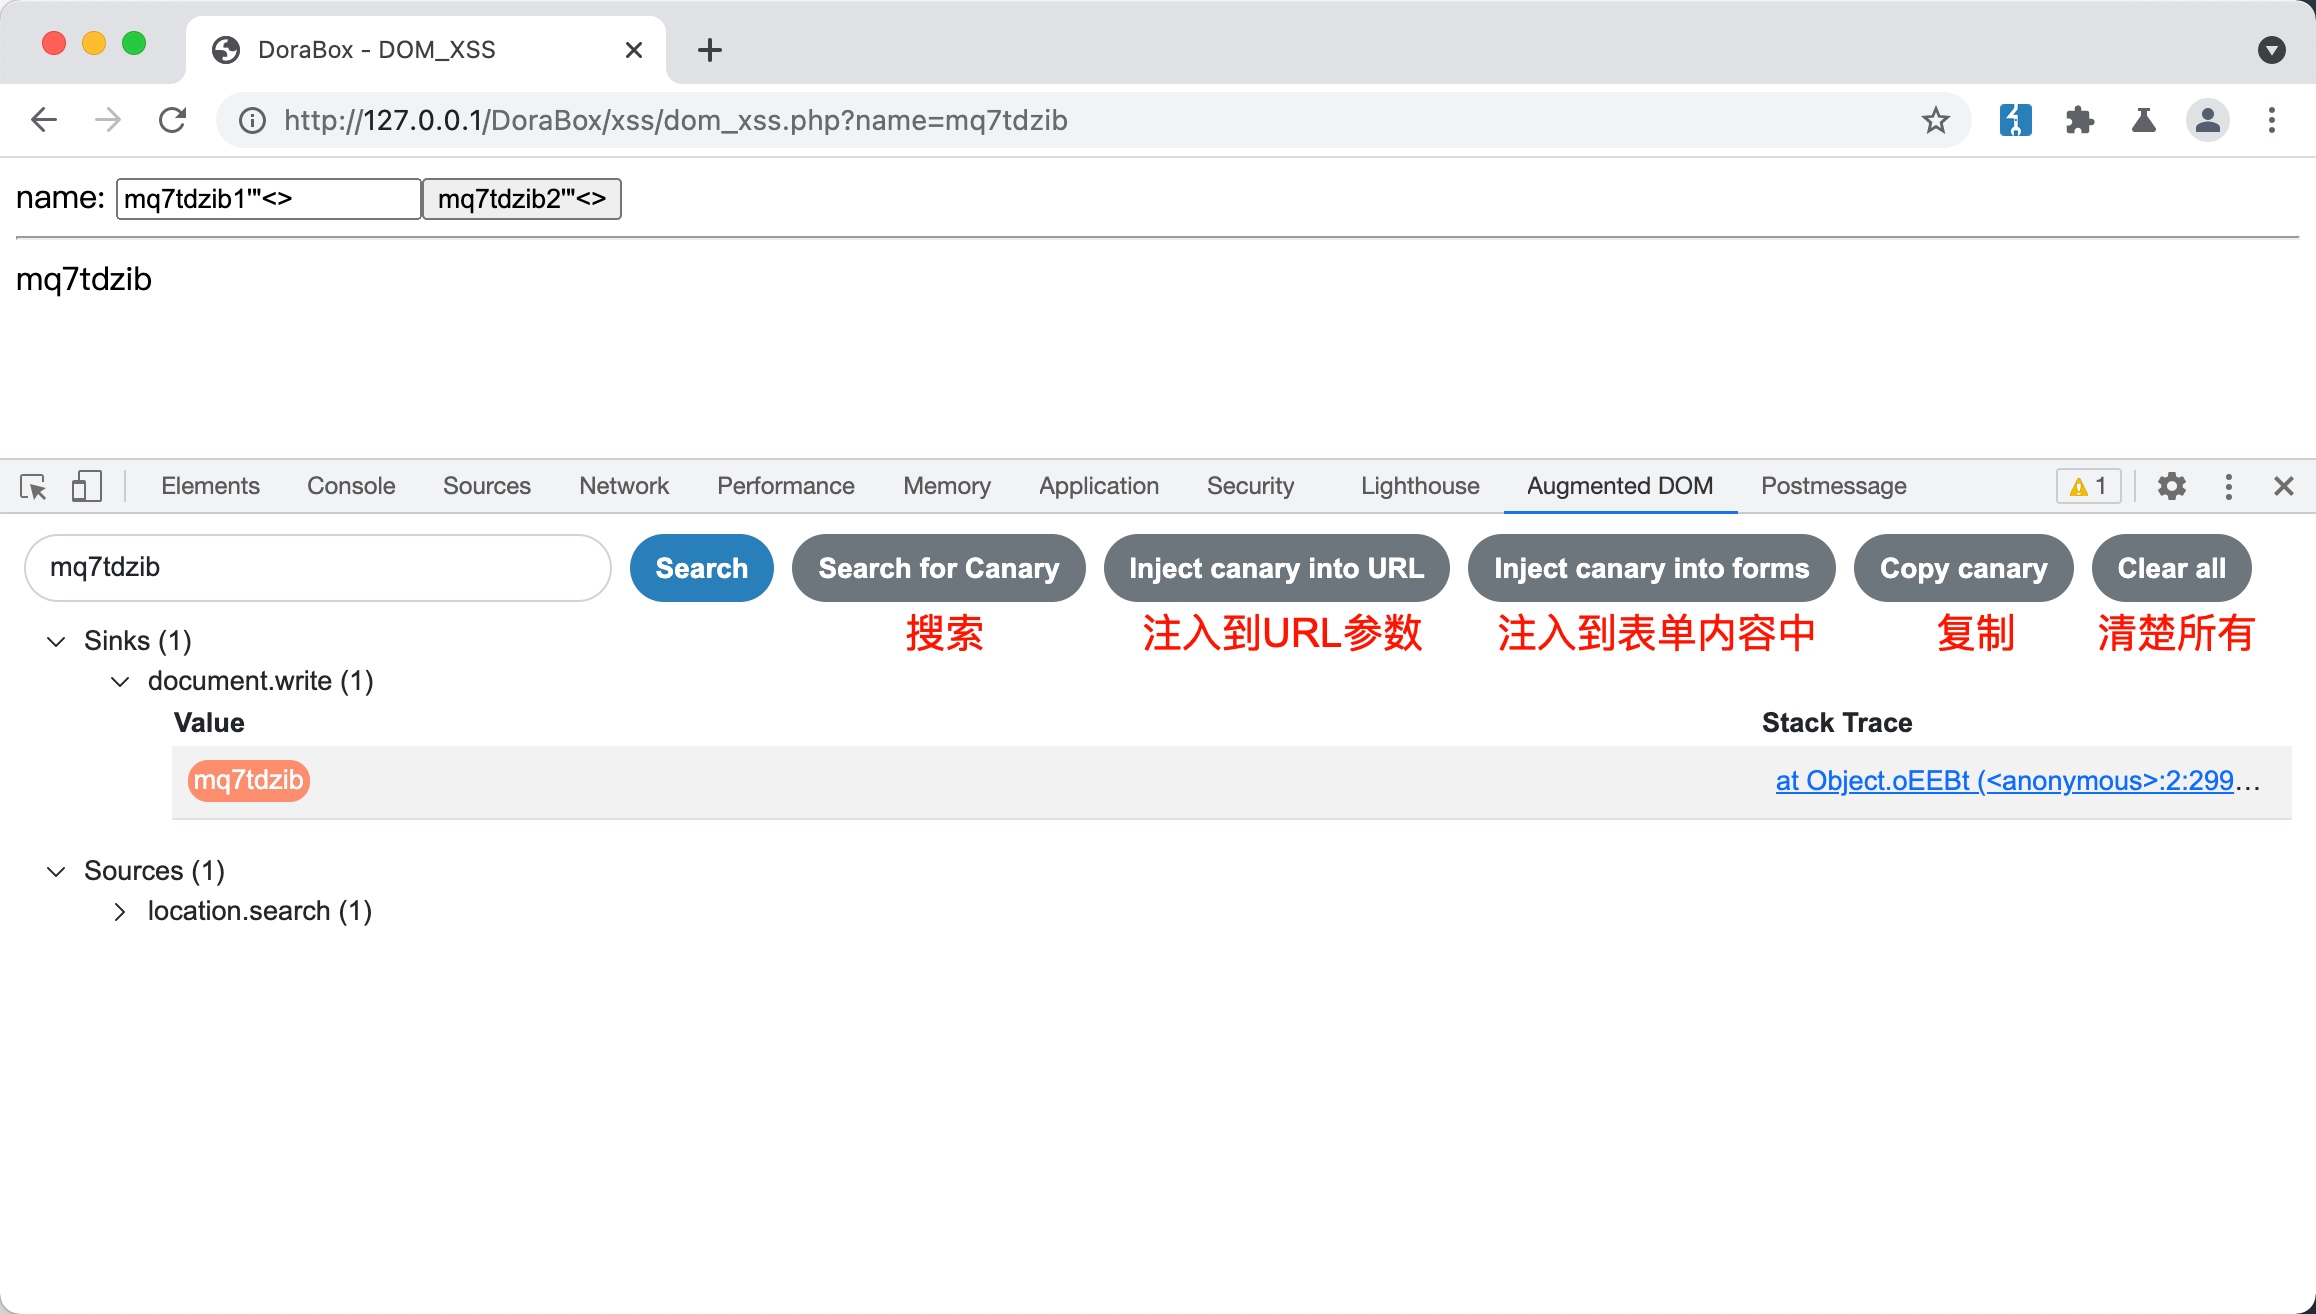 DoraBox - DOM_XSS
http://127.0.0.1/DoraBox/xss/dom_xss.php?name=mq7tdzib
name: mq7tdzib1'"<> mq7tdzib2'"<>
mq7tdzib
Elements Console Sources Network Performance Memory Application Security Lighthouse Augmented DOM Postmessage 1
mq7tdzib Search Search for Canary Inject canary into URL Inject canary into forms Copy canary Clear all
搜索 注入到URL参数 注入到表单内容中 复制 清楚所有
Sinks (1)
document.write (1)
Value Stack Trace
mq7tdzib at Object.oEEBt (<anonymous>:2:299…
Sources (1)
location.search (1)